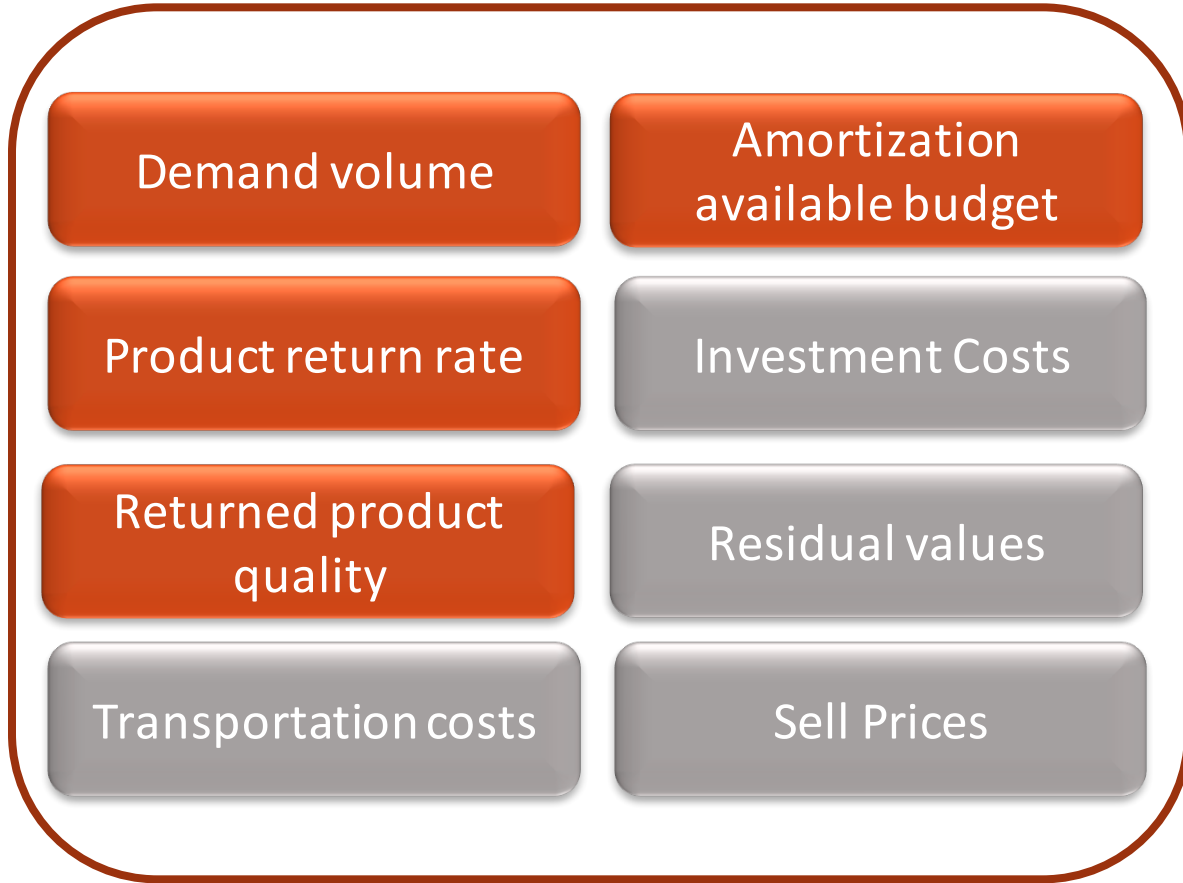 Demand volume
Amortization
available budget
Product return rate
Investment Costs
Returned product
quality
Residual values
Transportation costs
Sell Prices